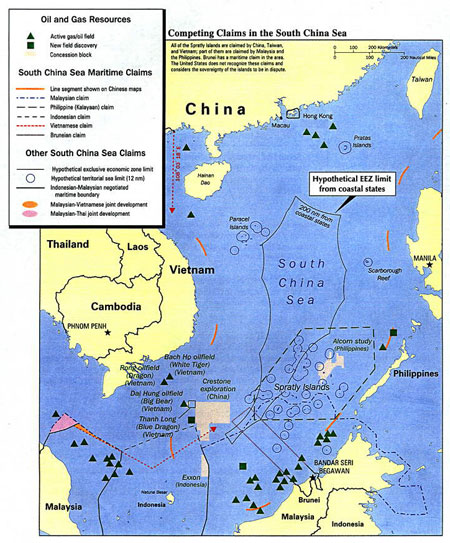 Oil and Gas Resources
Active gas/oil field
New field discovery
Concession block
South China Sea Maritime Claims
Line segment shown on Chinese maps
Malaysian claim
Philippine (Kalayaan) claim
Indonesian claim
Vietnamese claim
Bruneian claim
Other South China Sea Claims
Hypothetical exclusive economic zone limit
Hypothetical territorial sea limit (12 nm)
Indonesian-Malaysian negotiated
maritime boundary
Malaysian-Vietnamese joint development
Malaysian-Thai joint development
Competing Claims in the South China Sea
All of the Spratly Islands are claimed by China, Taiwan,
and Vietnam; part of them are claimed by Malaysia and
the Philippines. Brunei has a maritime claim in the area.
The United States does not recognize these claims and
considers the sovereignty of the islands to be in dispute.
0 100 200 Kilometers
0 100 200 Nautical Miles
Taiwan
China
Hong Kong
Macau
Pratas
Islands
Hainan
Dao
Hypothetical EEZ limit
from coastal states
200 nm from
coastal states
Paracel
Islands
Thailand
Laos
Vietnam
South
China
Sea
MANILA
Scarborough
Reef
Cambodia
PHNOM PENH
Bach Hp oilfield
(White Tiger)
(Vietnam)
Rong oilfield
(Dragon)
(Vietnam)
Alcorn study
(Philippines)
Philippines
Dai Hung oilfield
(Big Bear)
(Vietnam)
Crestone
exploration
(China)
Spratly Islands
Thanh Long
(Blue Dragon)
(Vietnam)
BANDAR SERI
BEGAWAN
Exxon
(Indonesia)
Natuna Besar
Indonesia
Brunei
Malaysia
Malaysia
Indonesia